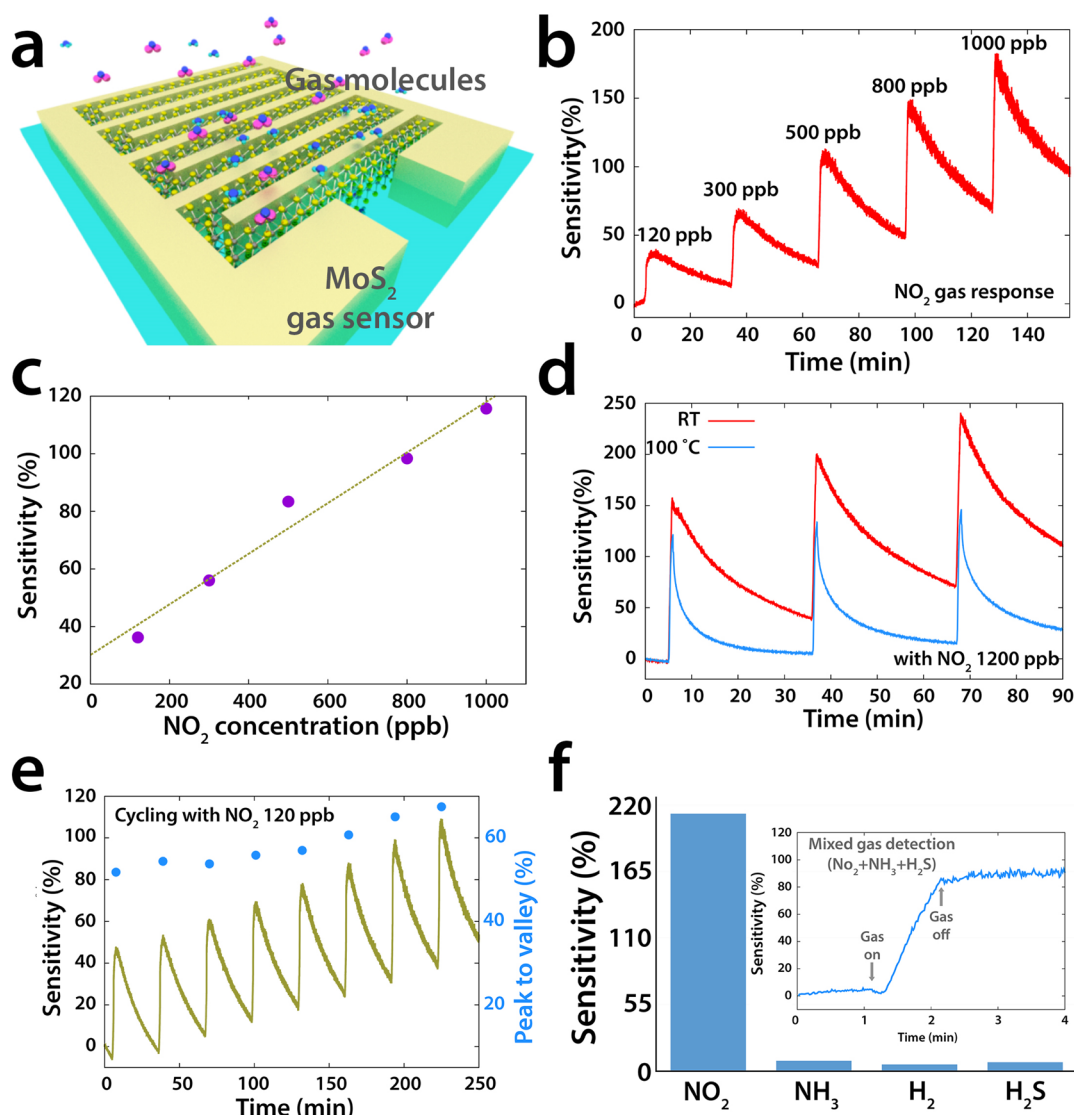 a
Gas molecules
MoS2
gas sensor
b
Sensitivity(%)
200
150
100
50
0
120 ppb
300 ppb
500 ppb
800 ppb
1000 ppb
NO2 gas response
0 20 40 60 80 100 120 140
Time (min)
c
Sensitivity (%)
120
100
80
60
40
20
0 200 400 600 800 1000
NO2 concentration (ppb)
d
Sensitivity(%)
250
200
150
100
50
0
RT
100 °C
with NO2 1200 ppb
0 10 20 30 40 50 60 70 80 90
Time (min)
e
Sensitivity (%)
120
100
80
60
40
20
0
Cycling with NO2 120 ppb
60
40
20
Peak to valley (%)
0 50 100 150 200 250
Time (min)
f
Sensitivity (%)
220
165
110
55
0
NO2 NH3 H2 H2S
Mixed gas detection
(No2+NH3+H2S)
Sensitivity (%)
120
100
80
60
40
20
0
Gas
on
Gas
off
0 1 2 3 4
Time (min)